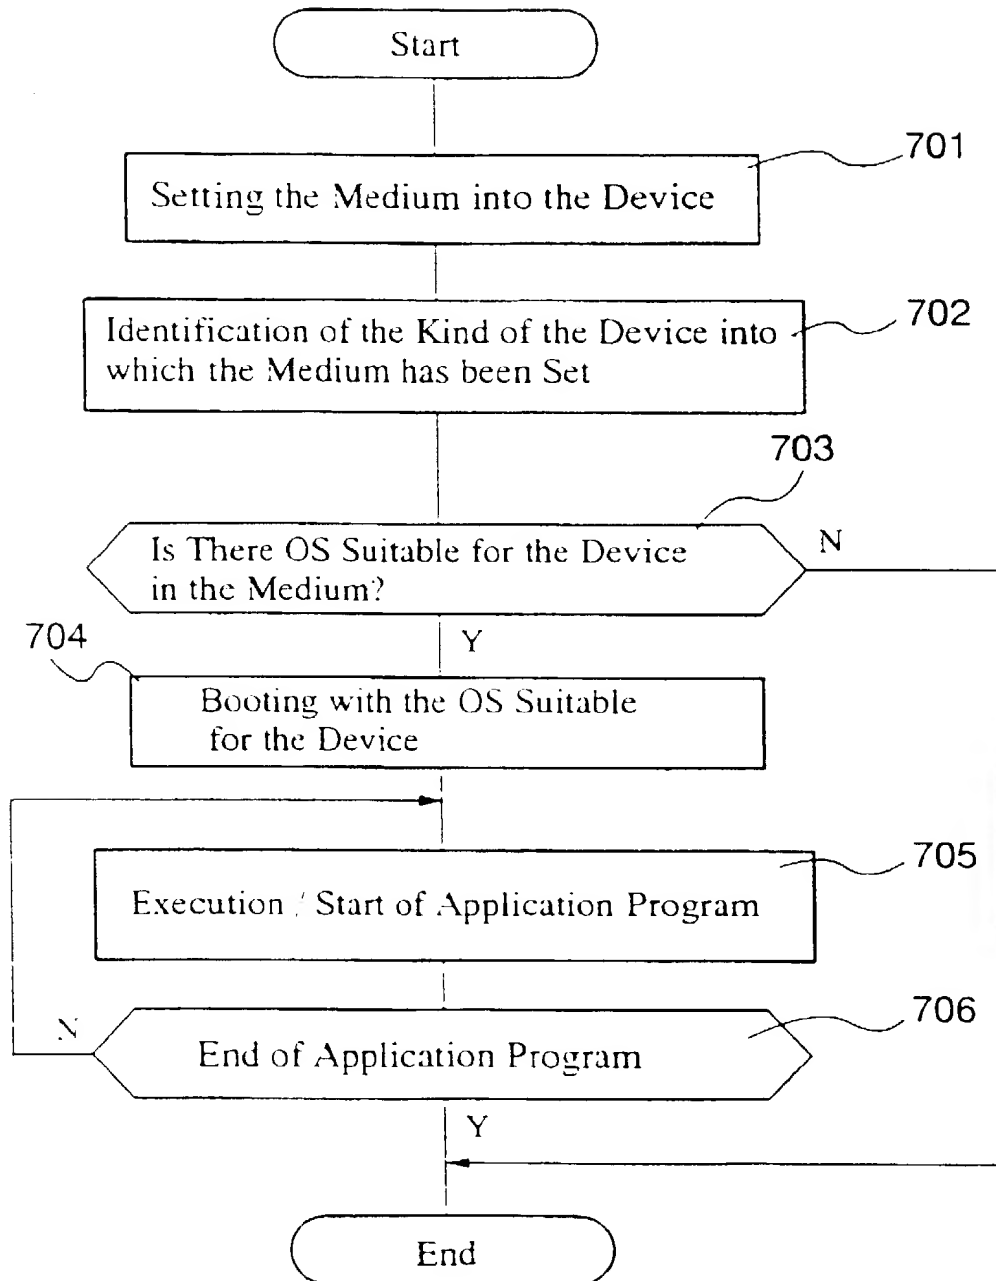 Start
701
Setting the Medium into the Device
702
Identification of the Kind of the Device into
which the Medium has been Set
703
Is There OS Suitable for the Device
in the Medium?
N
Y
704
Booting with the OS Suitable
for the Device
705
Execution / Start of Application Program
706
N
End of Application Program
Y
End